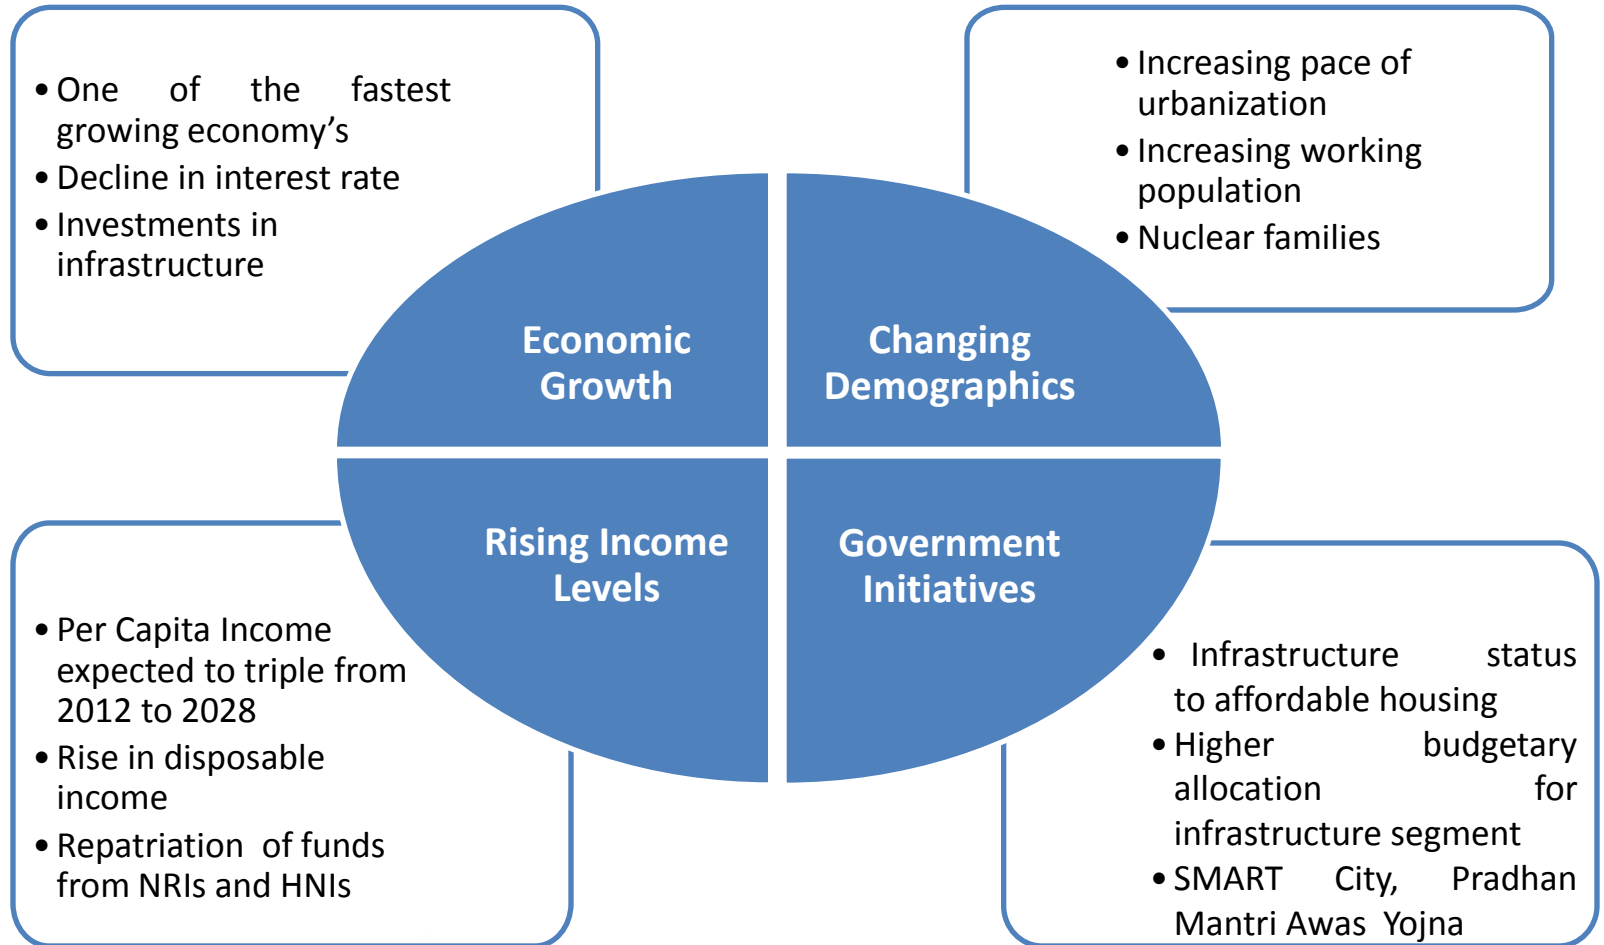 • One of the fastest
growing economy’s
• Decline in interest rate
• Investments in
infrastructure
• Increasing pace of
urbanization
• Increasing working
population
• Nuclear families
Economic
Growth
Changing
Demographics
Rising Income
Levels
Government
Initiatives
• Per Capita Income
expected to triple from
2012 to 2028
• Rise in disposable
income
• Repatriation of funds
from NRIs and HNIs
• Infrastructure status
to affordable housing
• Higher budgetary
allocation for
infrastructure segment
• SMART City, Pradhan
Mantri Awas Yojna